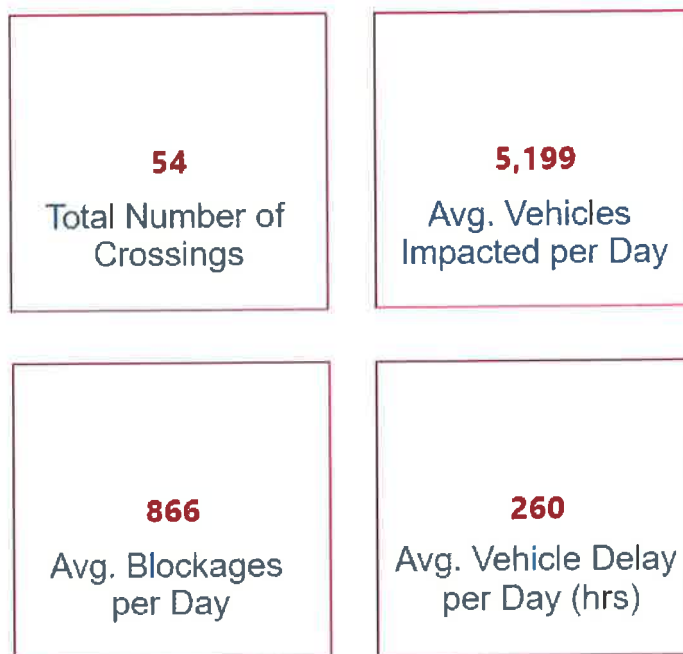 54
Total Number of
Crossings
5,199
Avg. Vehicles
Impacted per Day
866
Avg. Blockages
per Day
260
Avg. Vehicle Delay
per Day (hrs)